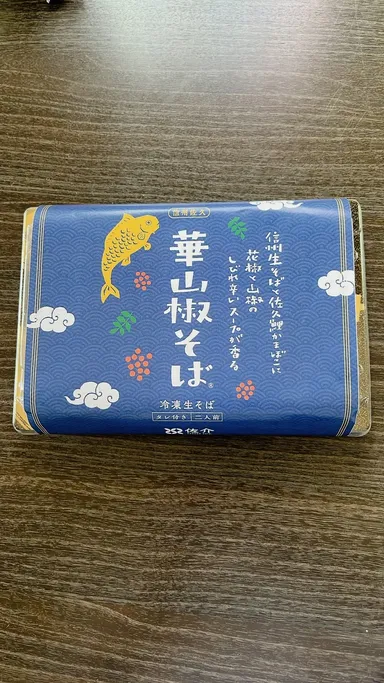 信州佐久
信州生そばく佐久鯉かまぼこに
花椒と山椒の
しびれ辛いスープが香る
華山椒そば®
冷凍生そば
タレ付き 二人前